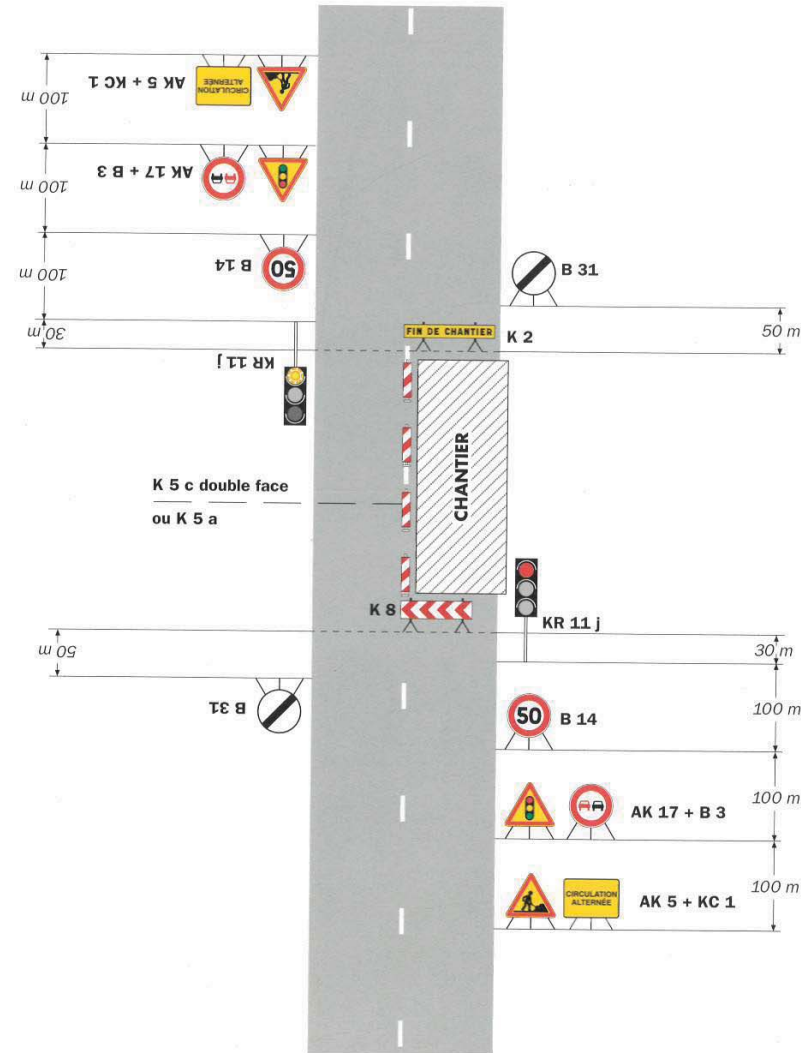 100 m
AK 5 + KC 1
CIRCULATION
ALTERNÉE
100 m
AK 17 + B 3
100 m
B 14
50
B 31
30 m
KR 11 j
FIN DE CHANTIER
K 2
50 m
K 5 c double face
ou K 5 a
CHANTIER
K 8
KR 11 j
50 m
30 m
B 31
50
B 14
100 m
AK 17 + B 3
100 m
CIRCULATION
ALTERNÉE
AK 5 + KC 1
100 m